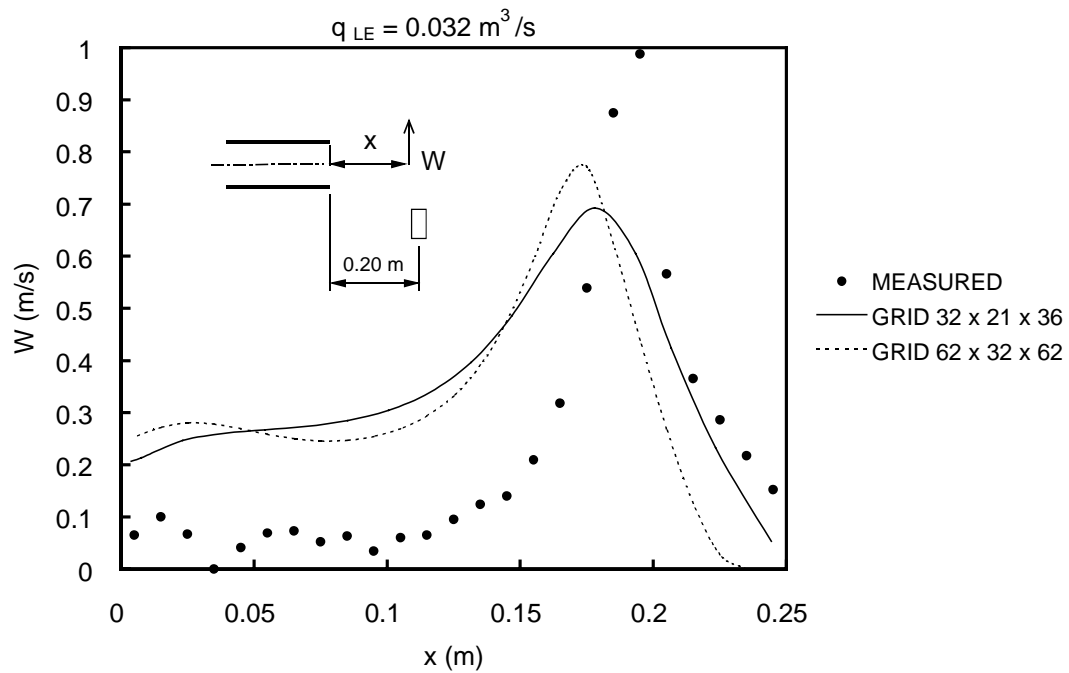 q LE = 0.032 m³/s
1
0.9
0.8
0.7
0.6
0.5
0.4
0.3
0.2
0.1
0
W (m/s)
x
W
0.20 m
0
0.05
0.1
0.15
0.2
0.25
x (m)
MEASURED
GRID 32 x 21 x 36
GRID 62 x 32 x 62